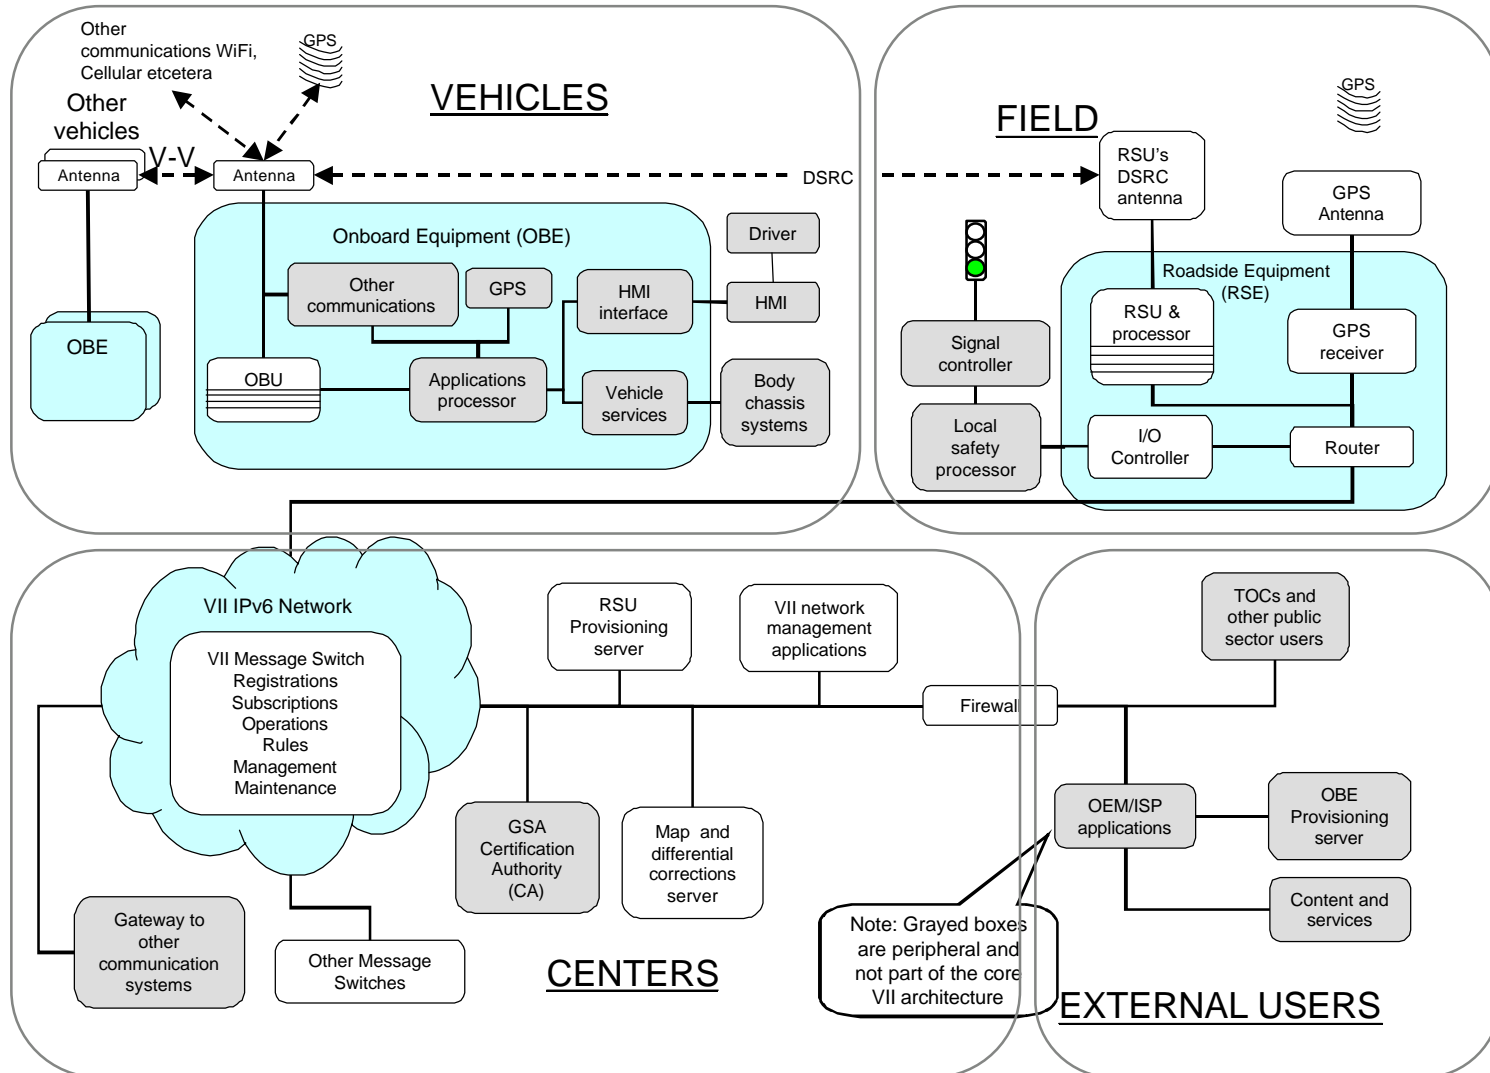 Other
communications WiFi,
Cellular etcetera
GPS
VEHICLES
Other
vehicles
V-V
Antenna
Antenna
DSRC
Onboard Equipment (OBE)
Driver
Other
communications
GPS
HMI
interface
HMI
OBE
OBU
Applications
processor
Vehicle
services
Body
chassis
systems
FIELD
GPS
RSU's
DSRC
antenna
GPS
Antenna
Roadside Equipment
(RSE)
RSU &
processor
GPS
receiver
Signal
controller
Local
safety
processor
I/O
Controller
Router
VII IPv6 Network
VII Message Switch
Registrations
Subscriptions
Operations
Rules
Management
Maintenance
RSU
Provisioning
server
VII network
management
applications
Firewall
GSA
Certification
Authority
(CA)
Map and
differential
corrections
server
Gateway to
other
communication
systems
Other Message
Switches
CENTERS
TOCs and
other public
sector users
OEM/ISP
applications
OBE
Provisioning
server
Content and
services
Note: Grayed boxes
are peripheral and
not part of the core
VII architecture
EXTERNAL USERS